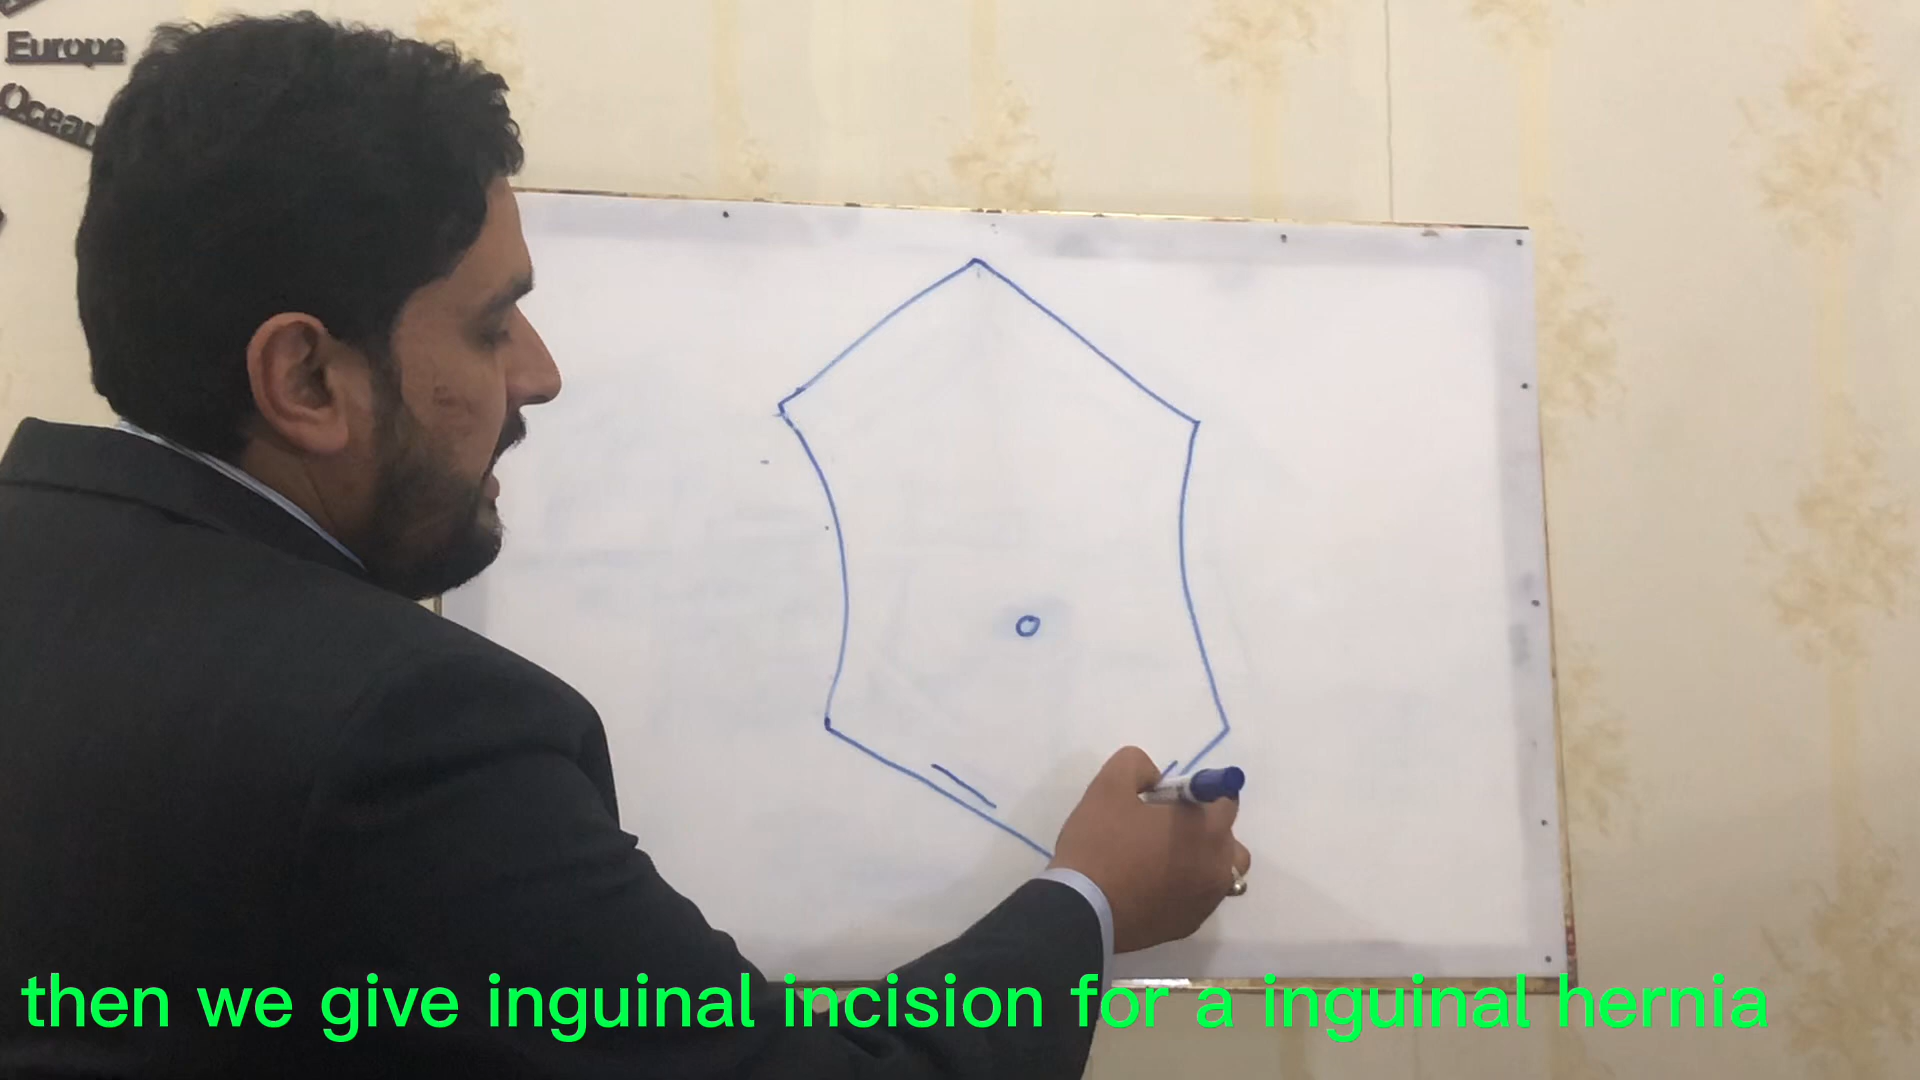 Europe
Ocean
then we give inguinal incision for a inguinal hernia